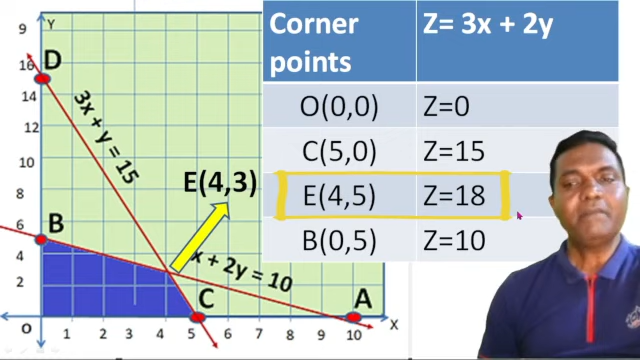 Corner points
Z= 3x + 2y
O(0,0)
Z=0
C(5,0)
Z=15
E(4,5)
Z=18
B(0,5)
Z=10
Y
9
16
14
12
10
8
6
4
2
O
1
2
3
4
5
6
7
8
9
10
X
D
3x + y = 15
E(4,3)
B
x + 2y = 10
C
A